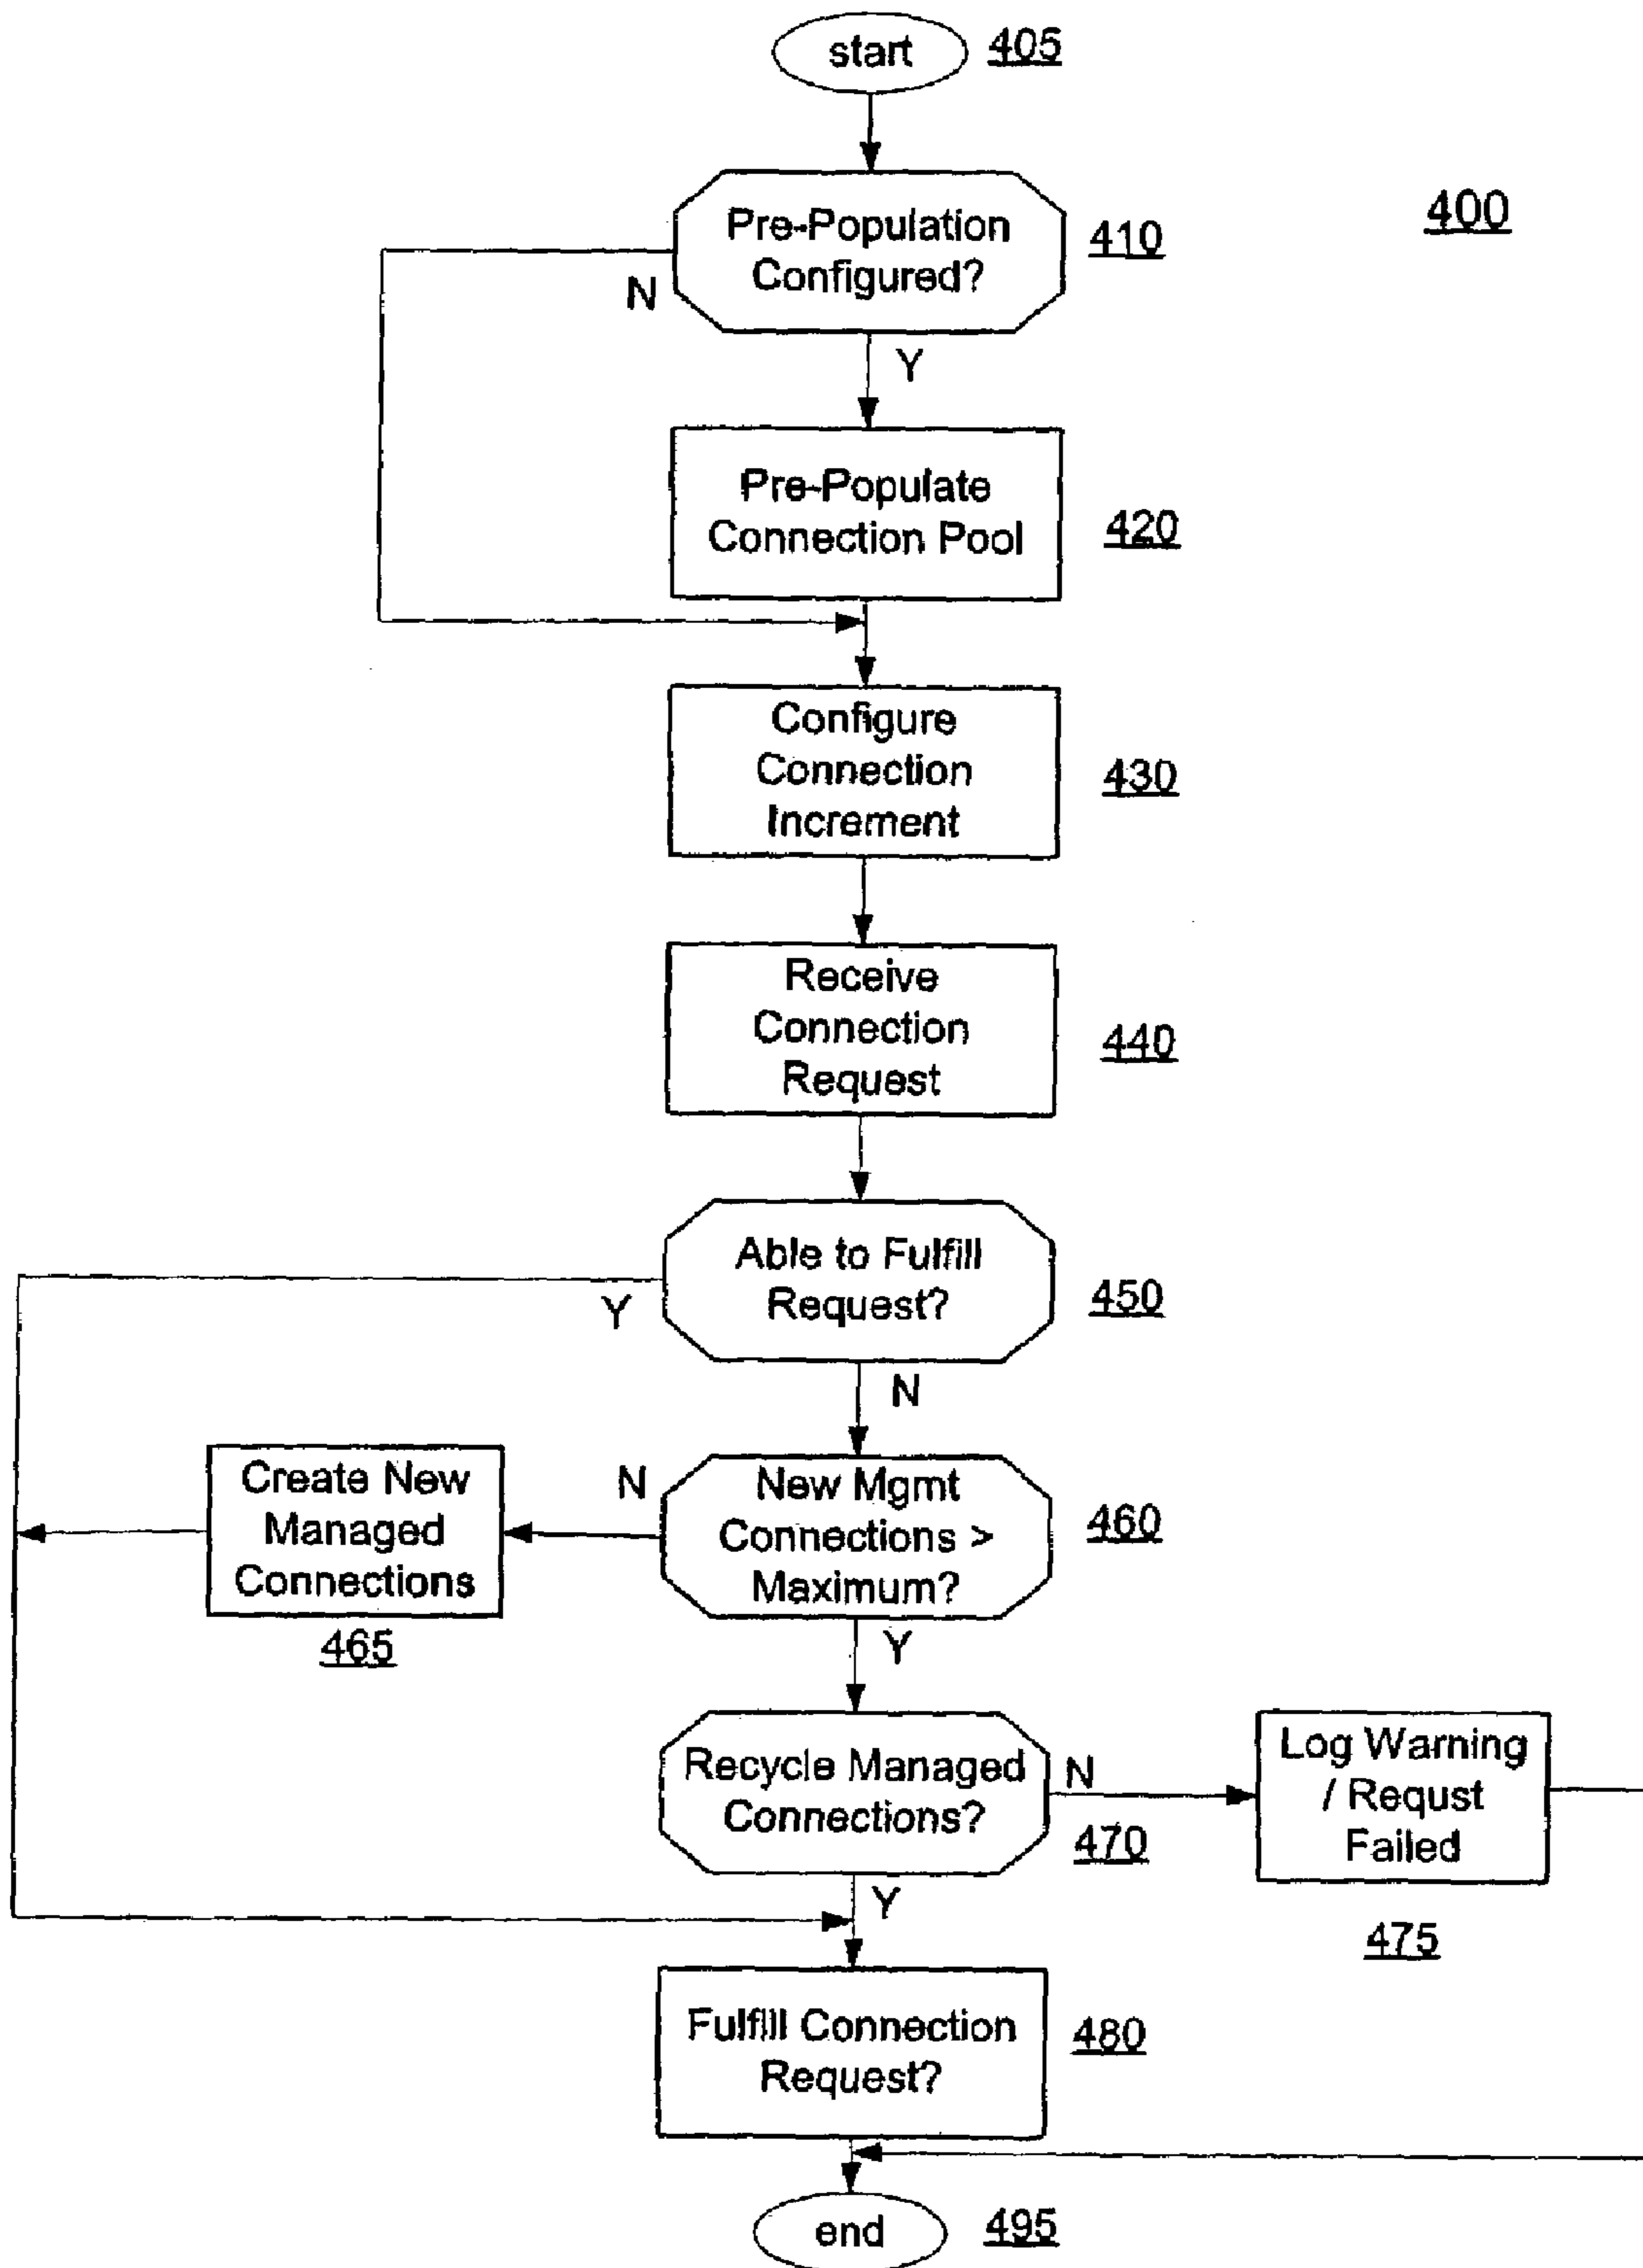 start
405
400
Pre-Population
Configured?
410
N
Y
Pre-Populate
Connection Pool
420
Configure
Connection
Increment
430
Receive
Connection
Request
440
Able to Fulfill
Request?
450
Y
N
New Mgmt
Connections >
Maximum?
460
N
Create New
Managed
Connections
465
Y
Recycle Managed
Connections?
470
N
Log Warning
/ Requst
Failed
475
Y
Fulfill Connection
Request?
480
end
495